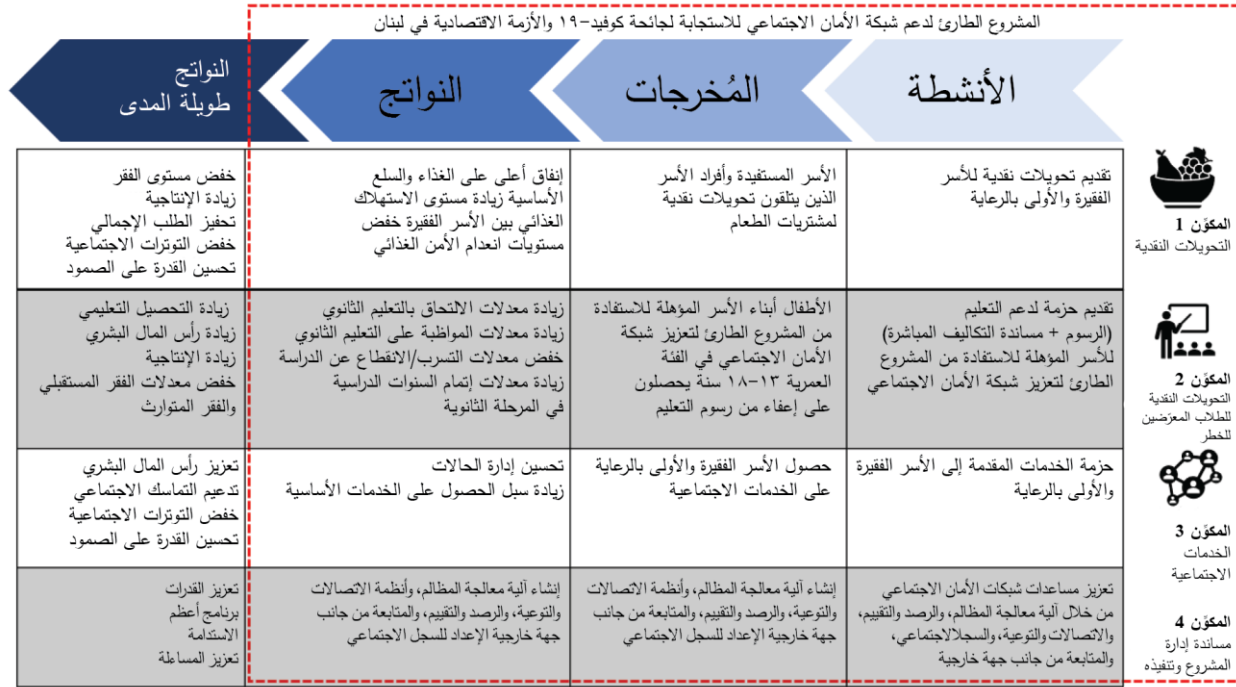 المشروع الطارئ لدعم شبكة الأمان الاجتماعي للاستجابة لجائحة كوفيد-١٩ والأزمة الاقتصادية في لبنان
الأنشطة
المُخرجات
النواتج
النواتج
طويلة المدى
المكوّن 1
التحويلات النقدية
تقديم تحويلات نقدية للأسر
الفقيرة والأولى بالرعاية
الأسر المستفيدة وأفراد الأسر
الذين يتلقون تحويلات نقدية
لمشتريات الطعام
إنفاق أعلى على الغذاء والسلع
الأساسية زيادة مستوى الاستهلاك
الغذائي بين الأسر الفقيرة خفض
مستويات انعدام الأمن الغذائي
خفض مستوى الفقر
زيادة الإنتاجية
تحفيز الطلب الإجمالي
خفض التوترات الاجتماعية
تحسين القدرة على الصمود
المكوّن 2
التحويلات النقدية
للطلاب المعرّضين
للخطر
تقديم حزمة لدعم التعليم
(الرسوم + مساندة التكاليف المباشرة)
للأسر المؤهلة للاستفادة من المشروع
الطارئ لتعزيز شبكة الأمان الاجتماعي
الأطفال أبناء الأسر المؤهلة للاستفادة
من المشروع الطارئ لتعزيز شبكة
الأمان الاجتماعي في الفئة
العمرية ١٣-١٨ سنة يحصلون
على إعفاء من رسوم التعليم
زيادة معدلات الالتحاق بالتعليم الثانوي
زيادة معدلات المواظبة على التعليم الثانوي
خفض معدلات التسرب/الانقطاع عن الدراسة
زيادة معدلات إتمام السنوات الدراسية
في المرحلة الثانوية
زيادة التحصيل التعليمي
زيادة رأس المال البشري
زيادة الإنتاجية
خفض معدلات الفقر المستقبلي
والفقر المتوارث
المكوّن 3
الخدمات
الاجتماعية
حزمة الخدمات المقدمة إلى الأسر الفقيرة
والأولى بالرعاية
حصول الأسر الفقيرة والأولى بالرعاية
على الخدمات الاجتماعية
تحسين إدارة الحالات
زيادة سبل الحصول على الخدمات الأساسية
تعزيز رأس المال البشري
تدعيم التماسك الاجتماعي
خفض التوترات الاجتماعية
تحسين القدرة على الصمود
المكوّن 4
مساندة إدارة
المشروع وتنفيذه
تعزيز مساعدات شبكات الأمان الاجتماعي
من خلال آلية معالجة المظالم، والرصد والتقييم،
والاتصالات والتوعية، والسجلالاجتماعي،
والمتابعة من جانب جهة خارجية
إنشاء آلية معالجة المظالم، وأنظمة الاتصالات
والتوعية، والرصد والتقييم، والمتابعة من جانب
جهة خارجية الإعداد للسجل الاجتماعي
إنشاء آلية معالجة المظالم، وأنظمة الاتصالات
والتوعية، والرصد والتقييم، والمتابعة من جانب
جهة خارجية الإعداد للسجل الاجتماعي
تعزيز القدرات
برنامج أعظم
الاستدامة
تعزيز المساءلة